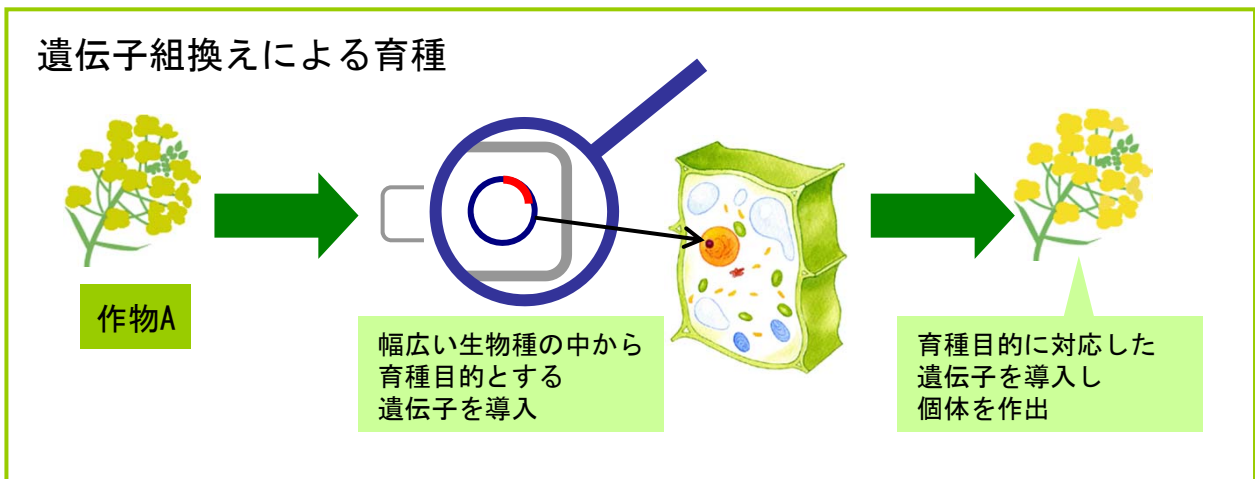 遺伝子組換えによる育種
作物A
幅広い生物種の中から
育種目的とする
遺伝子を導入
育種目的に対応した
遺伝子を導入し
個体を作出